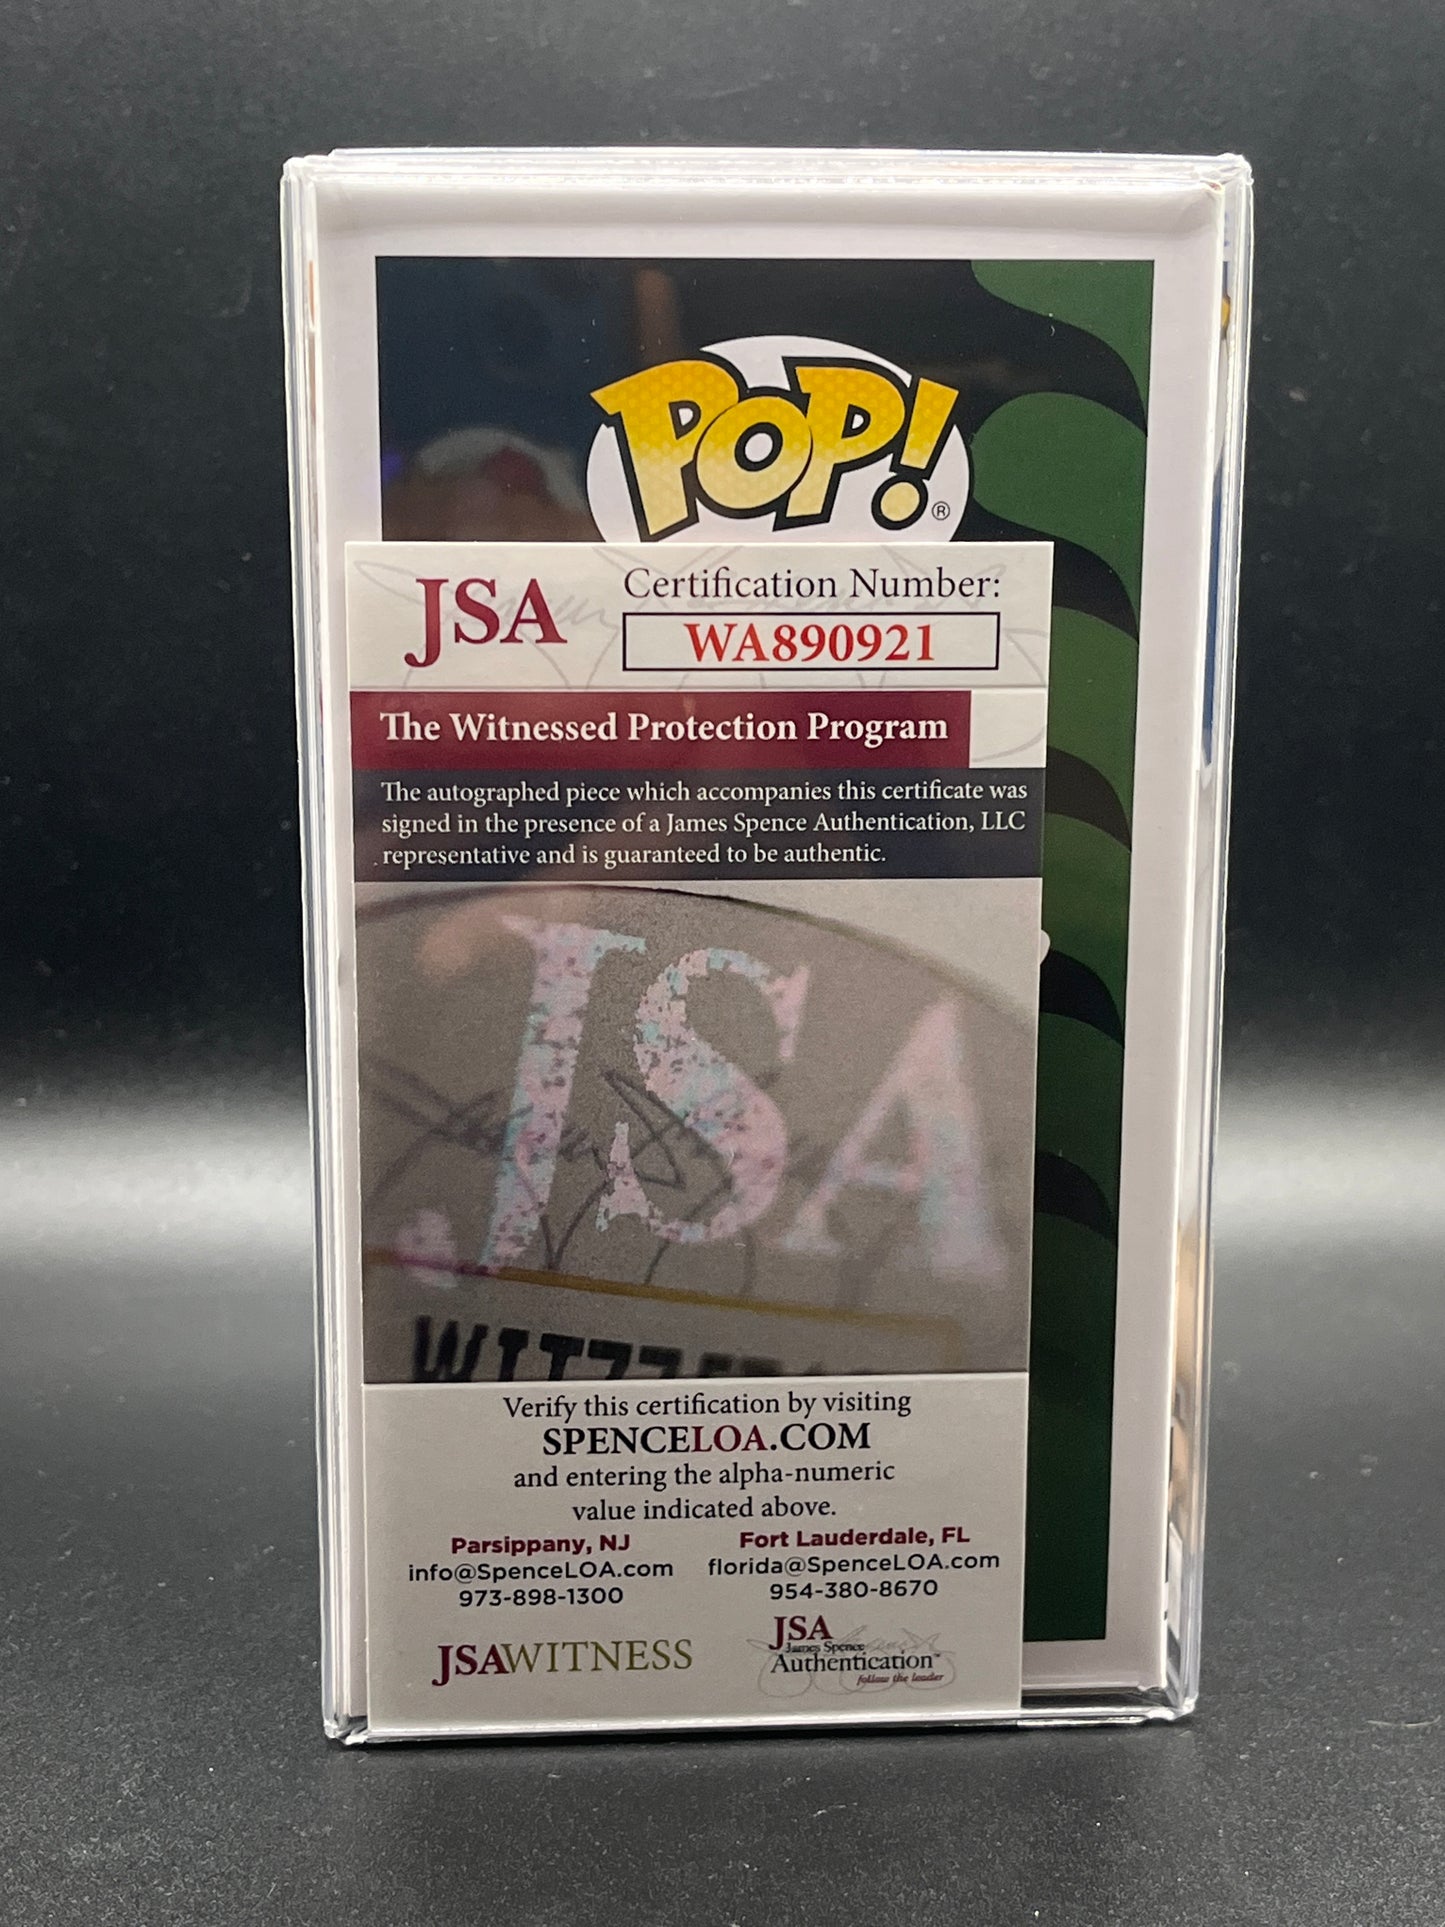 POP!
®
JSA
Certification Number:
WA890921
The Witnessed Protection Program
The autographed piece which accompanies this certificate was
signed in the presence of a James Spence Authentication, LLC
representative and is guaranteed to be authentic.
JSA
Verify this certification by visiting
SPENCELOA.COM
and entering the alpha-numeric
value indicated above.
Parsippany, NJ
info@SpenceLOA.com
973-898-1300
Fort Lauderdale, FL
florida@SpenceLOA.com
954-380-8670
JSAWITNESS
JSA
James Spence
Authentication
follow the leader